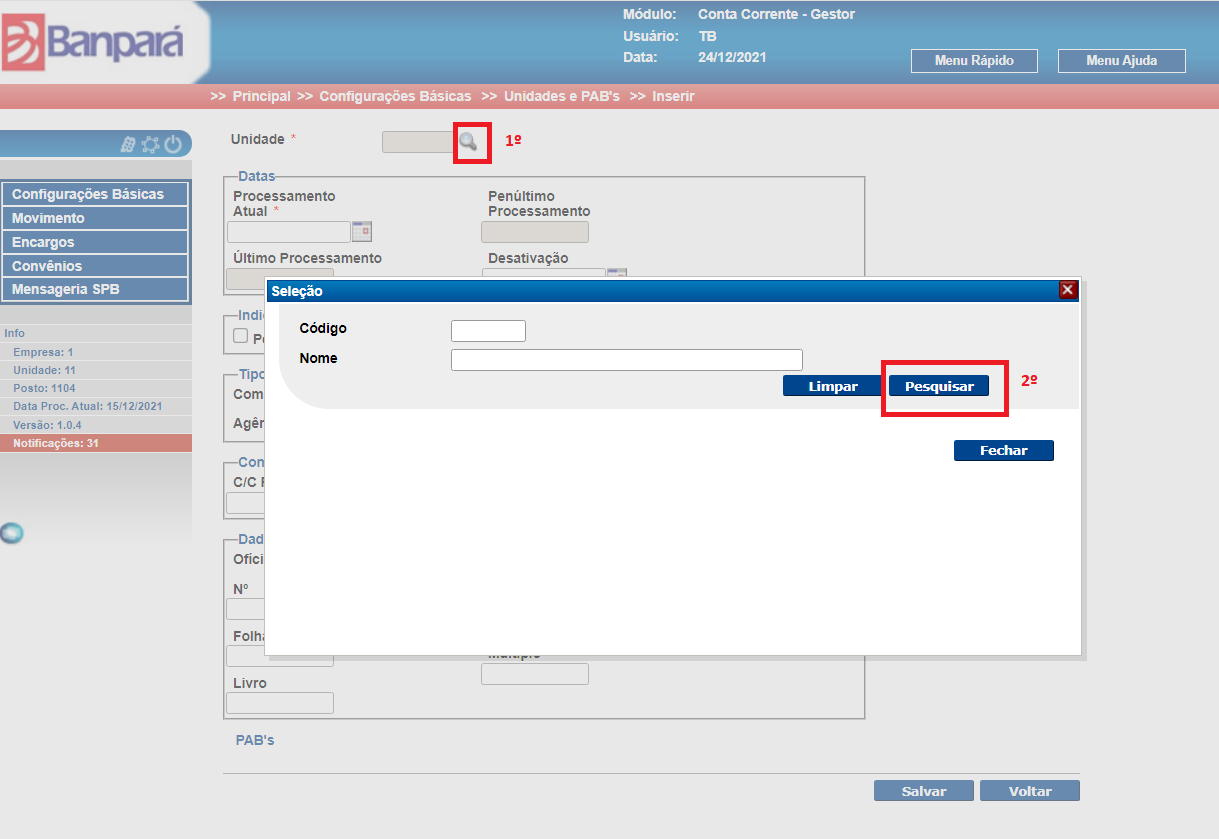 Banpará
Módulo: Conta Corrente - Gestor
Usuário: TB
Data: 24/12/2021
Menu Rápido
Menu Ajuda
>> Principal >> Configurações Básicas >> Unidades e PAB's >> Inserir
Configurações Básicas
Movimento
Encargos
Convênios
Mensageria SPB
Info
Empresa: 1
Unidade: 11
Posto: 1104
Data Proc. Atual: 15/12/2021
Versão: 1.0.4
Notificações: 31
Unidade *
1º
Datas
Processamento
Atual *
Penúltimo
Processamento
Último Processamento
Desativação
Seleção
Código
Nome
Limpar
Pesquisar
2º
Fechar
Indi
P
Tipo
Com
Agên
Con
C/C
Dad
Ofici
Nº
Folha
Múltiplo
Livro
PAB's
Salvar
Voltar